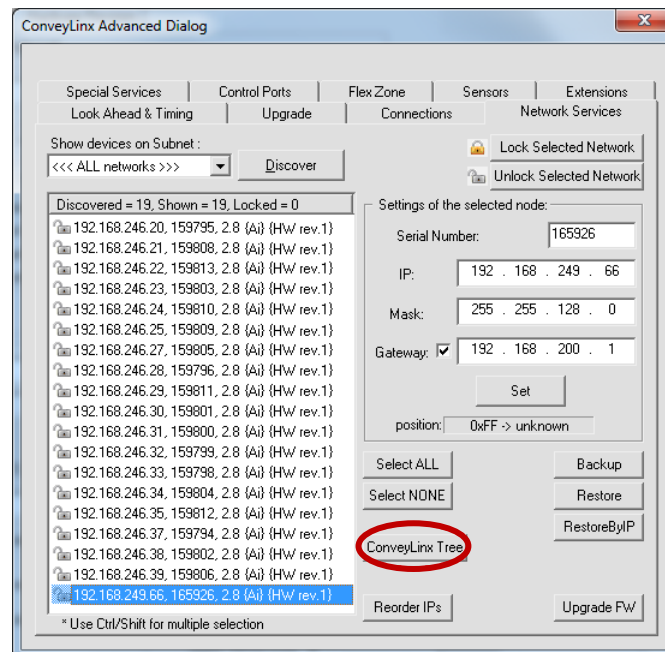 ConveyLinx Advanced Dialog
Special Services Control Ports Flex Zone Sensors Extensions
Look Ahead & Timing Upgrade Connections Network Services
Show devices on Subnet :
<<< ALL networks >>> Discover
Lock Selected Network
Unlock Selected Network
Discovered = 19, Shown = 19, Locked = 0
192.168.246.20, 159795, 2.8 {Ai} {HW rev.1}
192.168.246.21, 159808, 2.8 {Ai} {HW rev.1}
192.168.246.22, 159813, 2.8 {Ai} {HW rev.1}
192.168.246.23, 159803, 2.8 {Ai} {HW rev.1}
192.168.246.24, 159810, 2.8 {Ai} {HW rev.1}
192.168.246.25, 159809, 2.8 {Ai} {HW rev.1}
192.168.246.27, 159805, 2.8 {Ai} {HW rev.1}
192.168.246.28, 159796, 2.8 {Ai} {HW rev.1}
192.168.246.29, 159811, 2.8 {Ai} {HW rev.1}
192.168.246.30, 159801, 2.8 {Ai} {HW rev.1}
192.168.246.31, 159800, 2.8 {Ai} {HW rev.1}
192.168.246.32, 159799, 2.8 {Ai} {HW rev.1}
192.168.246.33, 159798, 2.8 {Ai} {HW rev.1}
192.168.246.34, 159804, 2.8 {Ai} {HW rev.1}
192.168.246.35, 159812, 2.8 {Ai} {HW rev.1}
192.168.246.37, 159794, 2.8 {Ai} {HW rev.1}
192.168.246.38, 159802, 2.8 {Ai} {HW rev.1}
192.168.246.39, 159806, 2.8 {Ai} {HW rev.1}
192.168.249.66, 165926, 2.8 {Ai} {HW rev.1}
* Use Ctrl/Shift for multiple selection
Settings of the selected node:
Serial Number: 165926
IP: 192 . 168 . 249 . 66
Mask: 255 . 255 . 128 . 0
Gateway: 192 . 168 . 200 . 1
Set
position: 0xFF -> unknown
Select ALL Backup
Select NONE Restore
RestoreByIP
ConveyLinx Tree
Reorder IPs Upgrade FW